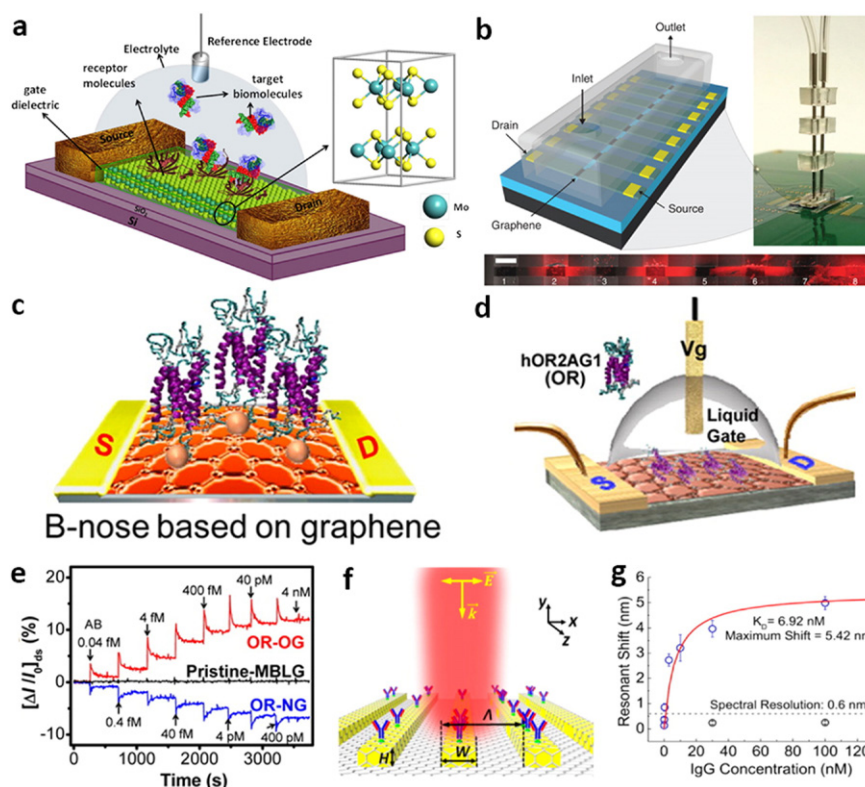 a
Electrolyte
Reference Electrode
receptor
molecules
target
biomolecules
gate
dielectric
Source
SiO₂
Si
Drain
Mo
S
b
Outlet
Inlet
Drain
Graphene
Source
1 2 3 4 5 6 7 8
c
S
D
B-nose based on graphene
d
hOR2AG1
(OR)
Vg
Liquid
Gate
S
D
e
[ΔI/I₀]ds (%)
10
0
-10
AB
0.04 fM
4 fM
400 fM
40 pM
4 nM
OR-OG
Pristine-MBLG
OR-NG
0.4 fM
40 fM
4 pM
400 pM
0 1000 2000 3000
Time (s)
f
E
k
y
x
z
Λ
H
W
g
Resonant Shift (nm)
6
5
4
3
2
1
0
K_D= 6.92 nM
Maximum Shift = 5.42 nm
Spectral Resolution: 0.6 nm
0 20 40 60 80 100
IgG Concentration (nM)